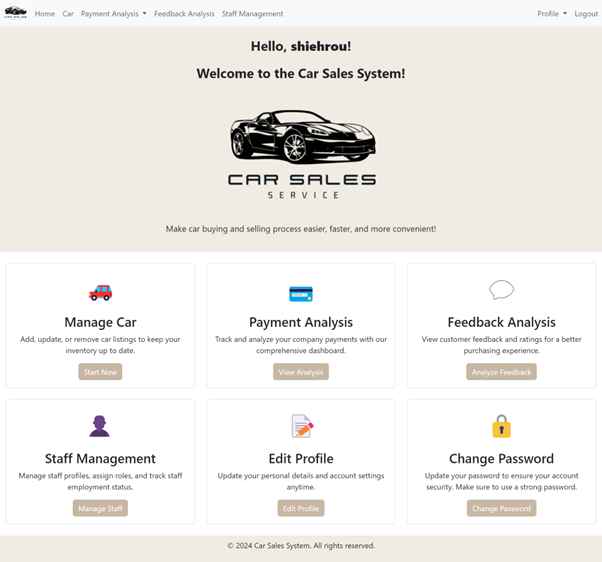 CAR SALES
Home Car Payment Analysis Feedback Analysis Staff Management Profile Logout
Hello, shiehrou!
Welcome to the Car Sales System!
CAR SALES
SERVICE
Make car buying and selling process easier, faster, and more convenient!
Manage Car
Add, update, or remove car listings to keep your
inventory up to date.
Start Now
Payment Analysis
Track and analyze your company payments with our
comprehensive dashboard.
View Analysis
Feedback Analysis
View customer feedback and ratings for a better
purchasing experience.
Analyze Feedback
Staff Management
Manage staff profiles, assign roles, and track staff
employment status.
Manage Staff
Edit Profile
Update your personal details and account settings
anytime.
Edit Profile
Change Password
Update your password to ensure your account
security. Make sure to use a strong password.
Change Password
© 2024 Car Sales System. All rights reserved.